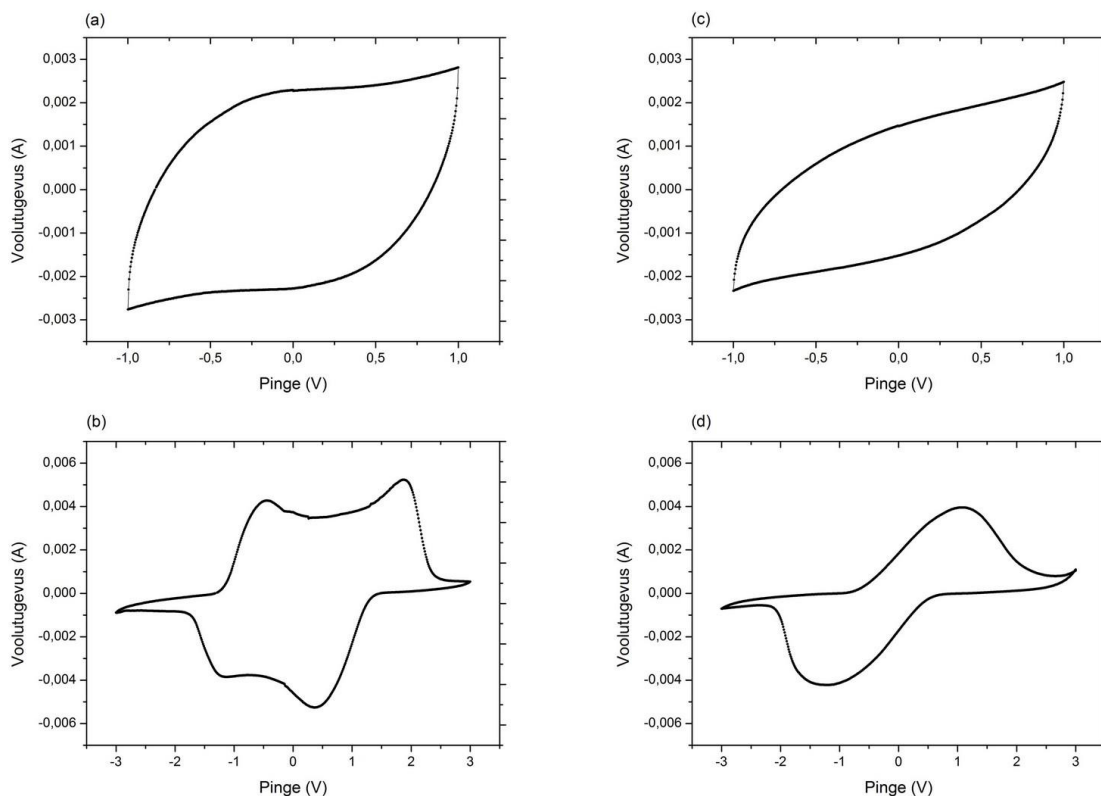 (a)
0,003
0,002
0,001
0,000
-0,001
-0,002
-0,003
Voolutugevus (A)
-1,0 -0,5 0,0 0,5 1,0
Pinge (V)
(c)
0,003
0,002
0,001
0,000
-0,001
-0,002
-0,003
Voolutugevus (A)
-1,0 -0,5 0,0 0,5 1,0
Pinge (V)
(b)
0,006
0,004
0,002
0,000
-0,002
-0,004
-0,006
Voolutugevus (A)
-3 -2 -1 0 1 2 3
Pinge (V)
(d)
0,006
0,004
0,002
0,000
-0,002
-0,004
-0,006
Voolutugevus (A)
-3 -2 -1 0 1 2 3
Pinge (V)